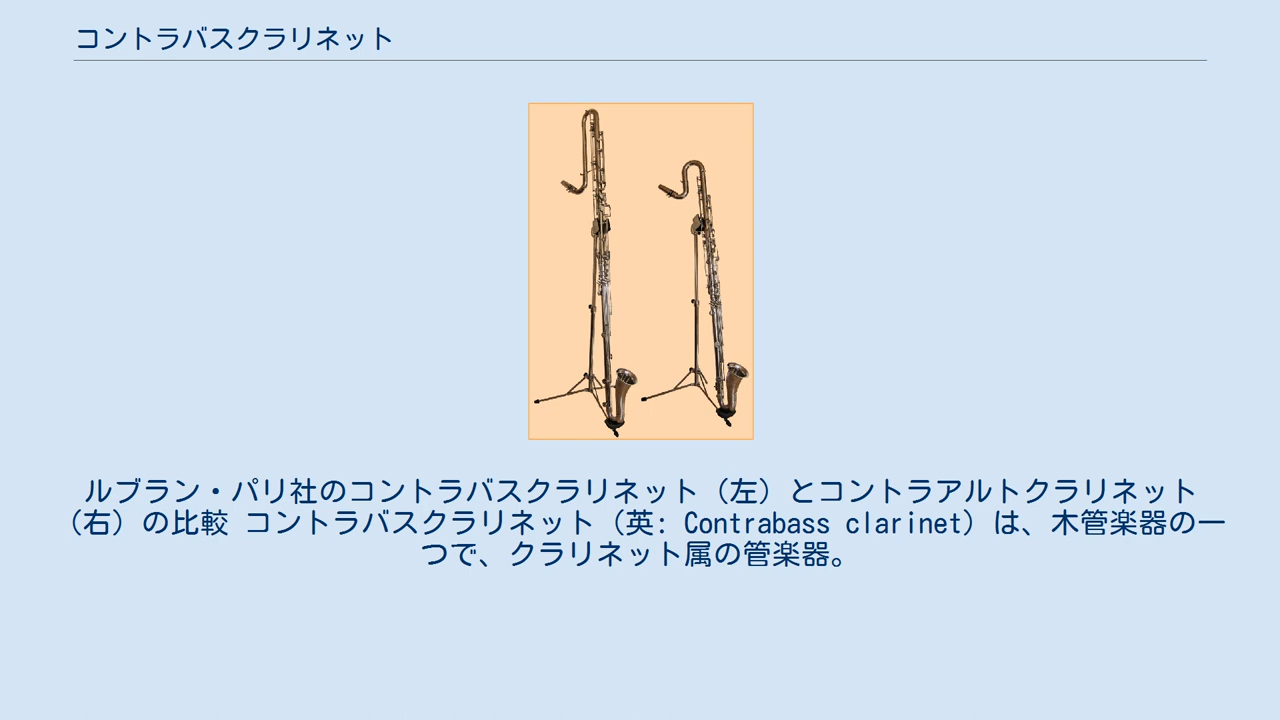 コントラバスクラリネット
ルブラン・パリ社のコントラバスクラリネット（左）とコントラアルトクラリネット
（右）の比較 コントラバスクラリネット（英: Contrabass clarinet）は、木管楽器の一
つで、クラリネット属の管楽器。